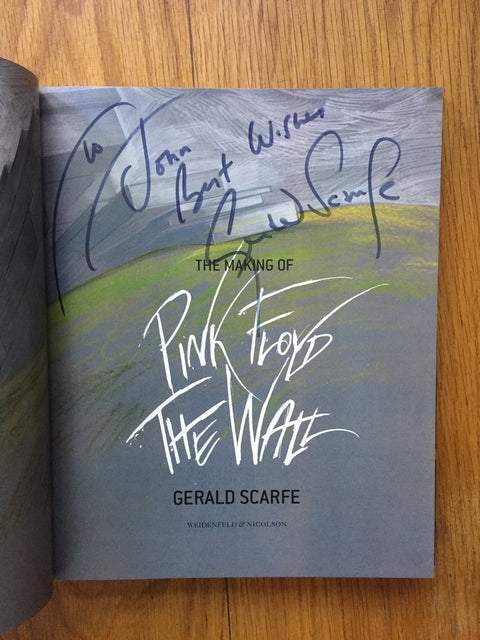 To John
Best Wishes
Gerald Scarfe
THE MAKING OF
PINK FLOYD
THE WALL
GERALD SCARFE
WEIDENFELD & NICOLSON